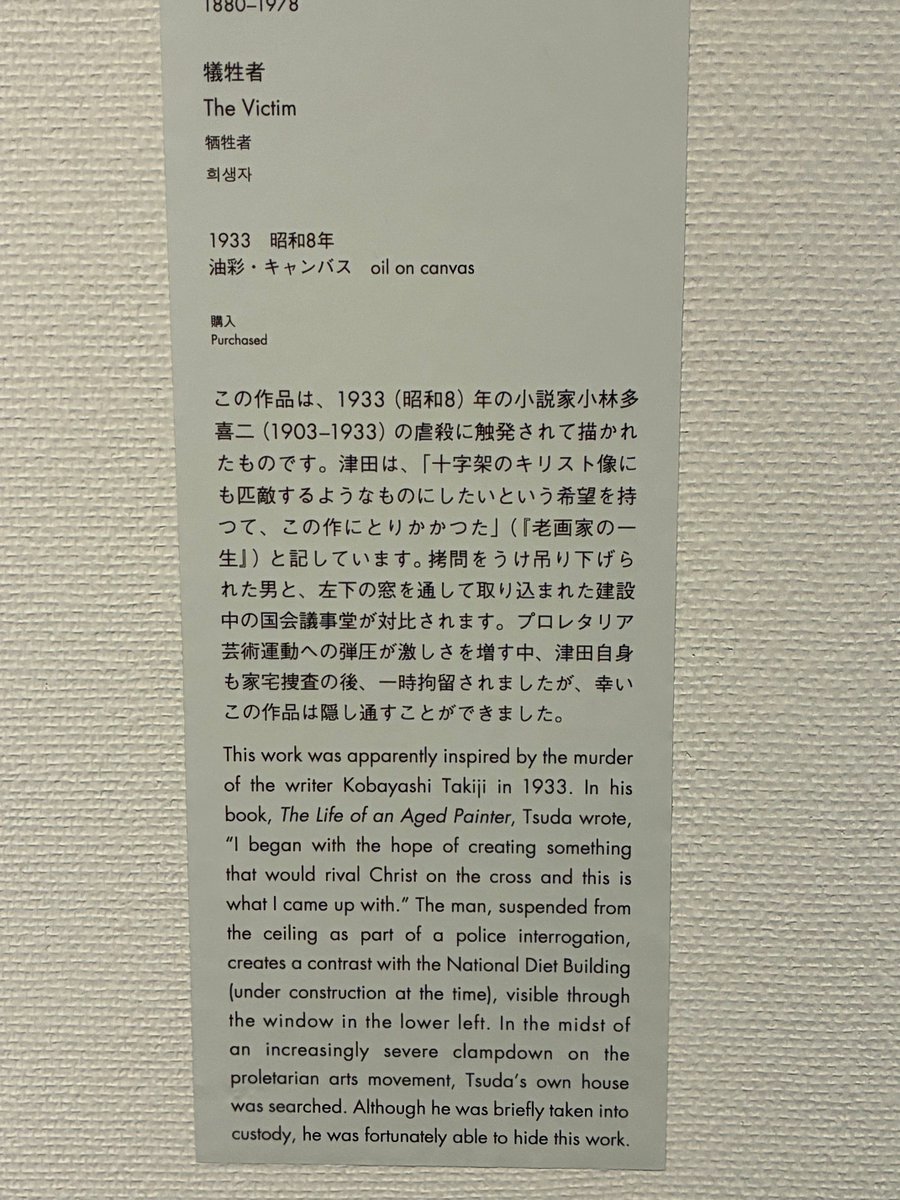 1880–1978
犠牲者
The Victim
牺牲者
희생자
1933　昭和8年
油彩・キャンバス　oil on canvas
購入
Purchased
この作品は、1933（昭和8）年の小説家小林多
喜二（1903–1933）の虐殺に触発されて描かれ
たものです。津田は、「十字架のキリスト像に
も匹敵するようなものにしたいという希望を持
つて、この作にとりかかつた」（『老画家の一
生』）と記しています。拷問をうけ吊り下げら
れた男と、左下の窓を通して取り込まれた建設
中の国会議事堂が対比されます。プロレタリア
芸術運動への弾圧が激しさを増す中、津田自身
も家宅捜査の後、一時拘留されましたが、幸い
この作品は隠し通すことができました。
This work was apparently inspired by the murder
of the writer Kobayashi Takiji in 1933. In his
book, The Life of an Aged Painter, Tsuda wrote,
“I began with the hope of creating something
that would rival Christ on the cross and this is
what I came up with.” The man, suspended from
the ceiling as part of a police interrogation,
creates a contrast with the National Diet Building
(under construction at the time), visible through
the window in the lower left. In the midst of
an increasingly severe clampdown on the
proletarian arts movement, Tsuda’s own house
was searched. Although he was briefly taken into
custody, he was fortunately able to hide this work.